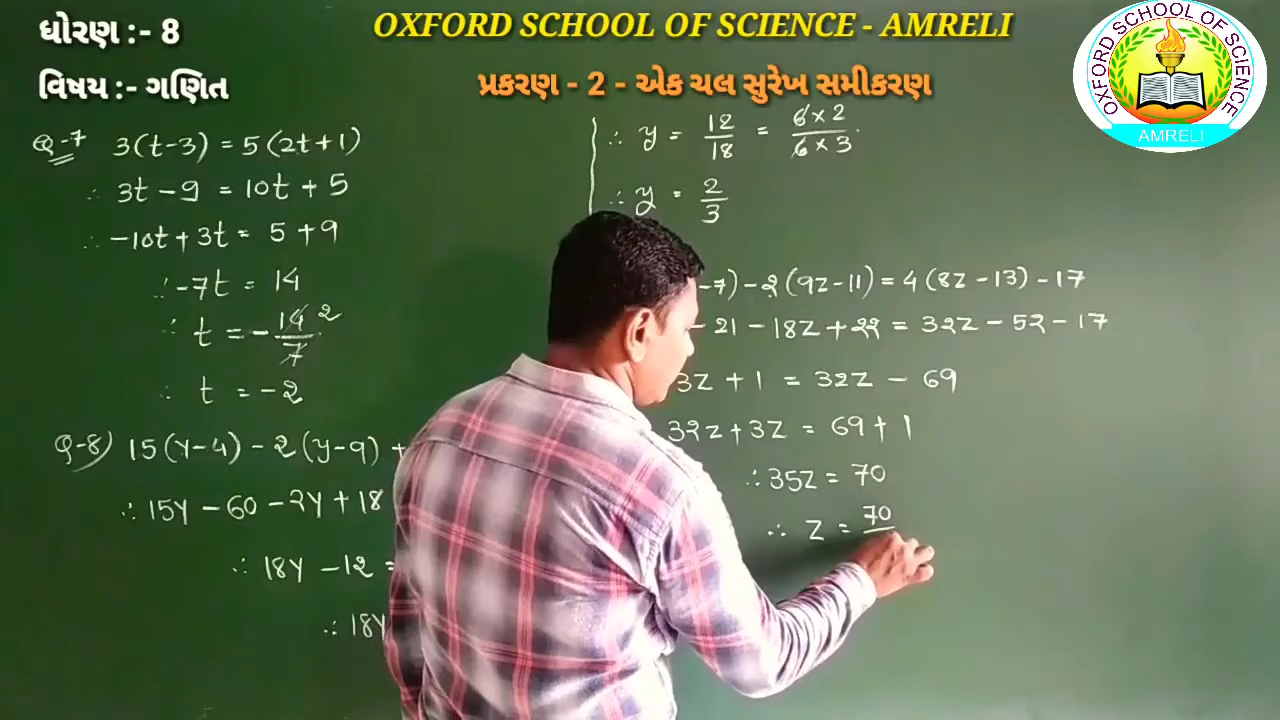 ધોરણ :- 8
OXFORD SCHOOL OF SCIENCE - AMRELI
વિષય :- ગણિત
પ્રકરણ - 2 - એક ચલ સુરેખ સમીકરણ
OXFORD SCHOOL OF SCIENCE
AMRELI
Q-7 3(t-3) = 5(2t+1)
∴ 3t - 9 = 10t + 5
∴ -10t + 3t = 5 + 9
∴ -7t = 14
∴ t = -14/7 2
∴ t = -2
Q-8) 15(y-4) - 2(y-9) +
∴ 15y - 60 - 2y + 18
∴ 18y - 12 =
∴ 18y
∴ y = 12/18 = 6×2/6×3
∴ y = 2/3
-7) - 2(9z-11) = 4(8z-13) - 17
- 21 - 18z + 22 = 32z - 52 - 17
3z + 1 = 32z - 69
32z + 3z = 69 + 1
∴ 35z = 70
∴ z = 70